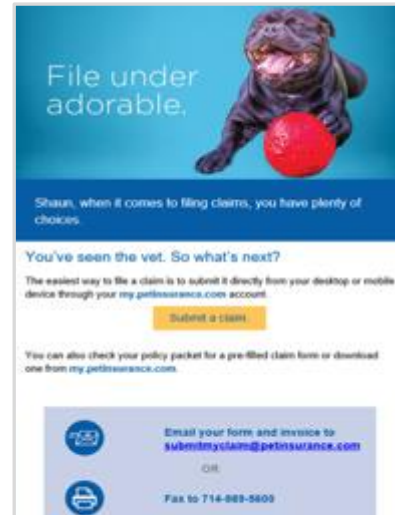 File under
adorable.
Shaun, when it comes to filing claims, you have plenty of
choices.
You've seen the vet. So what's next?
The easiest way to file a claim is to submit it directly from your desktop or mobile
device through your my.petinsurance.com account.
Submit a claim.
You can also check your policy packet for a pre-filled claim form or download
one from my.petinsurance.com.
Email your form and invoice to
submitmyclaim@petinsurance.com
OR
Fax to